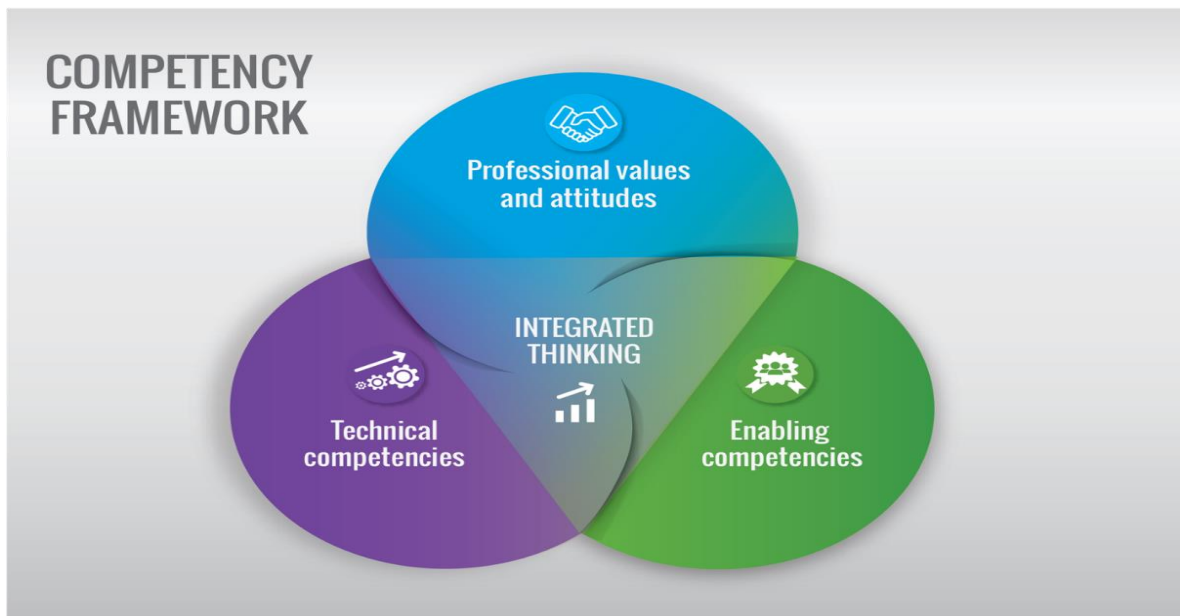 COMPETENCY
FRAMEWORK
Professional values
and attitudes
INTEGRATED
THINKING
Technical
competencies
Enabling
competencies